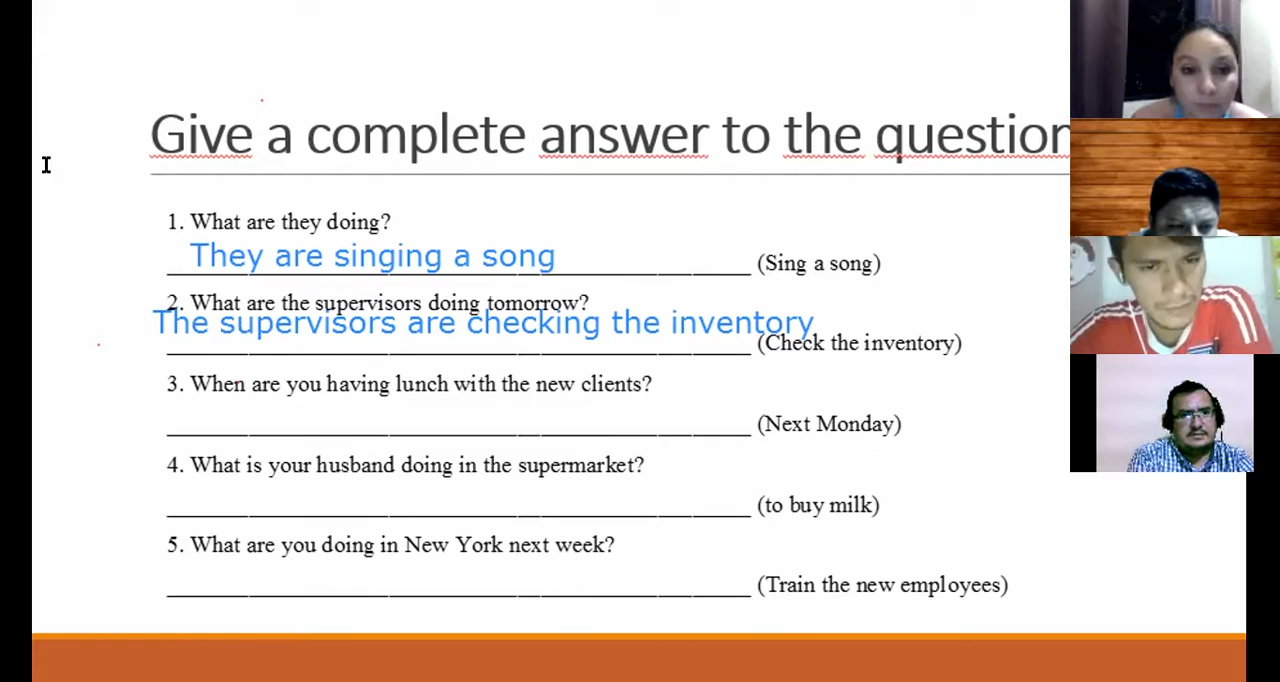 Give a complete answer to the question
1. What are they doing?
They are singing a song
(Sing a song)
2. What are the supervisors doing tomorrow?
The supervisors are checking the inventory
(Check the inventory)
3. When are you having lunch with the new clients?
(Next Monday)
4. What is your husband doing in the supermarket?
(to buy milk)
5. What are you doing in New York next week?
(Train the new employees)